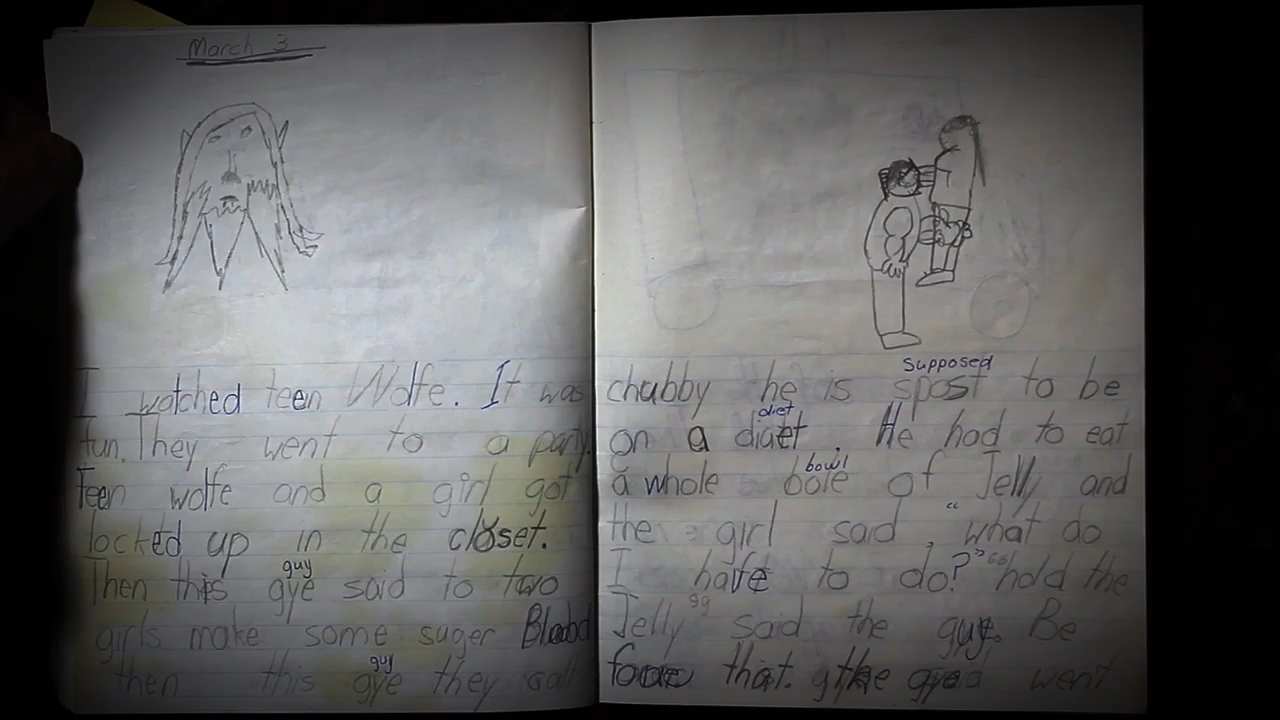 March 3
I watched teen Wolfe. It was
fun. They went to a party.
Teen wolfe and a girl got
locked up in the closet.
guy
Then this gye said to two
girls make some suger Blood
guy
then this gye they call
Supposed
chubby he is spost to be
diet
on a diaet. He had to eat
bowl
a whole bole of Jelly and
the girl said, "what do
I have to do?" "hold the
Jelly" said the guy. Be
that. the went